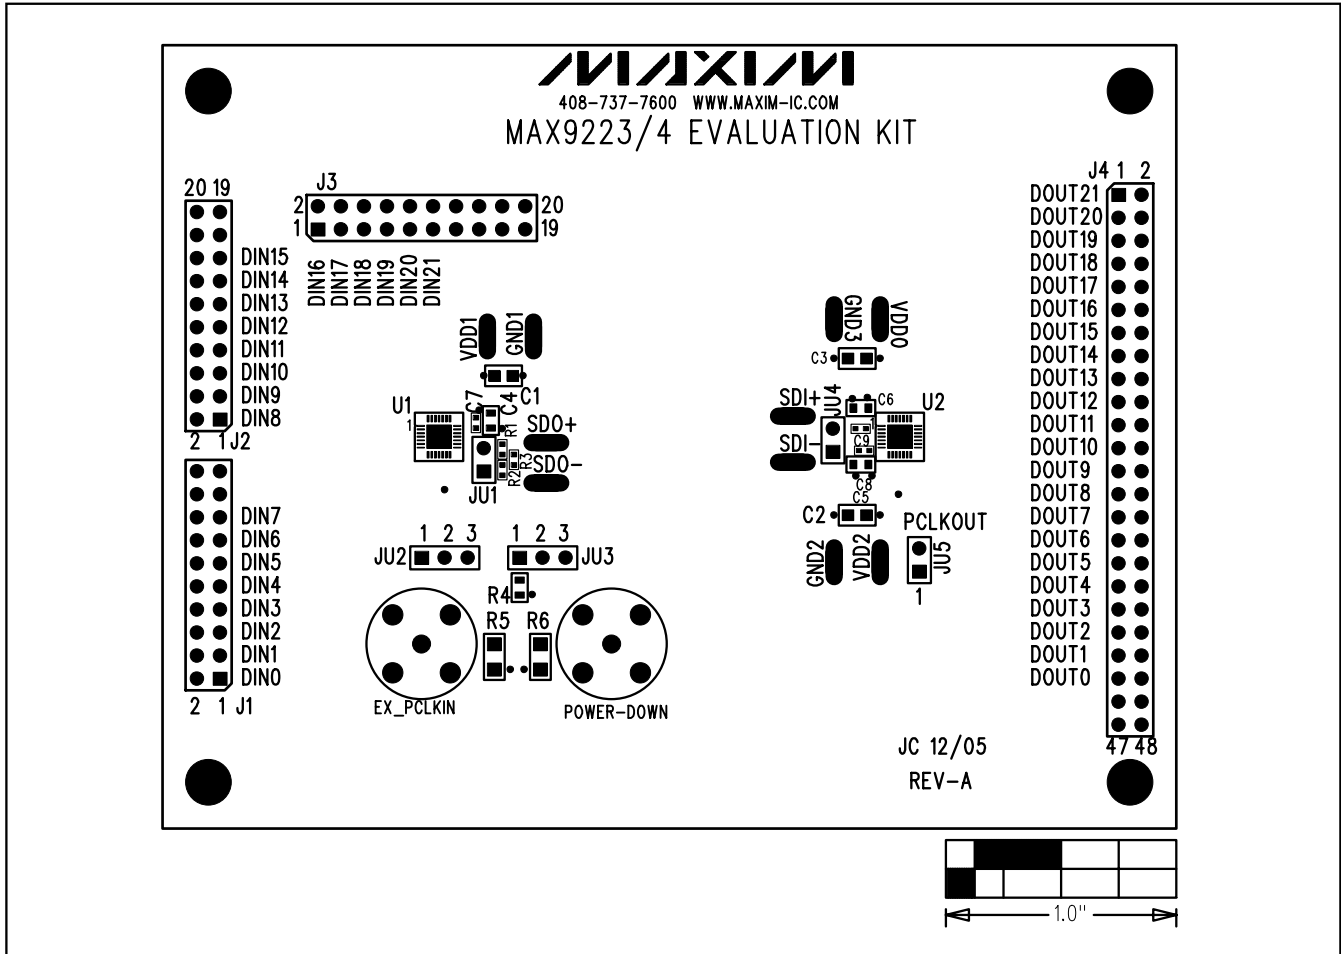 MAXIM
408-737-7600 WWW.MAXIM-IC.COM
MAX9223/4 EVALUATION KIT
20 19
DIN15
DIN14
DIN13
DIN12
DIN11
DIN10
DIN9
DIN8
2 1 J2
DIN7
DIN6
DIN5
DIN4
DIN3
DIN2
DIN1
DIN0
2 1 J1
J3
2 20
1 19
DIN16
DIN17
DIN18
DIN19
DIN20
DIN21
VDD1
GND1
C1
U1
1
C7
C4
R1
SDO+
R3
SDO-
R2
JU1
1 2 3
JU2
1 2 3
JU3
R4
R5
R6
EX_PCLKIN
POWER-DOWN
GND3
VDDO
C3
SDI+
JU4
C6
U2
1
SDI-
C9
C8
C5
C2
GND2
VDD2
PCLKOUT
JU5
1
J4 1 2
DOUT21
DOUT20
DOUT19
DOUT18
DOUT17
DOUT16
DOUT15
DOUT14
DOUT13
DOUT12
DOUT11
DOUT10
DOUT9
DOUT8
DOUT7
DOUT6
DOUT5
DOUT4
DOUT3
DOUT2
DOUT1
DOUT0
47 48
JC 12/05
REV-A
1.0"